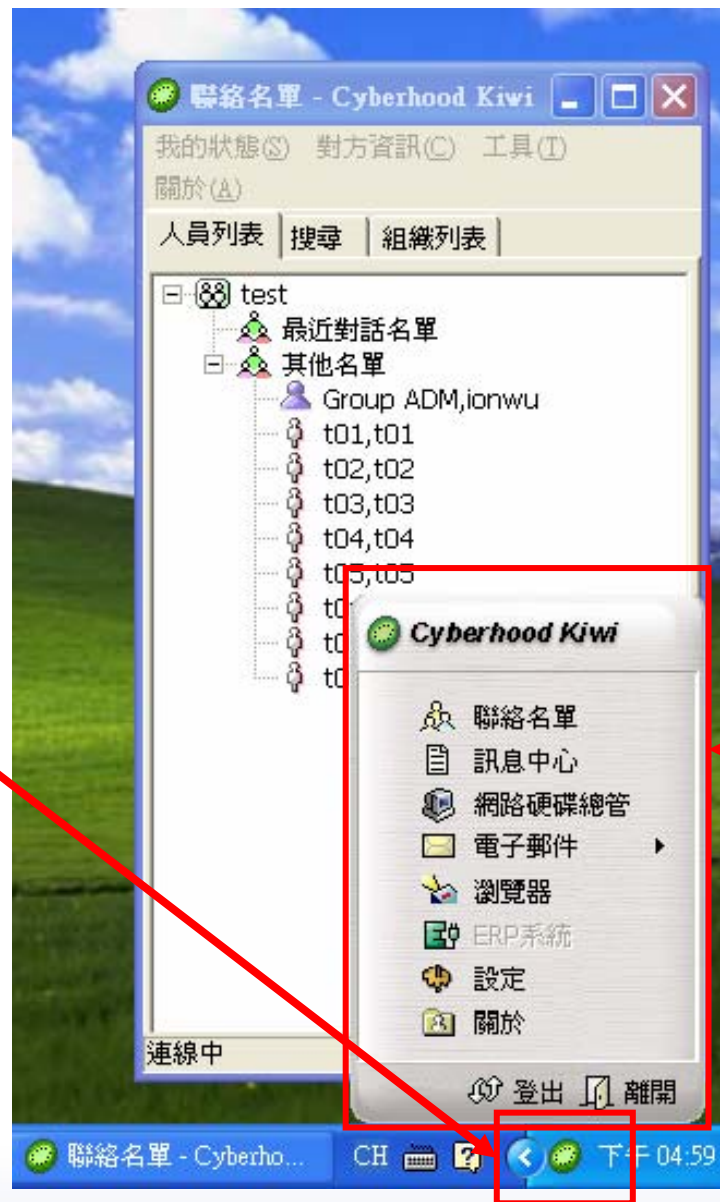 聯絡名單 - Cyberhood Kiwi
我的狀態(S) 對方資訊(C) 工具(T)
關於(A)
人員列表 搜尋 組織列表
test
最近對話名單
其他名單
Group ADM,ionwu
t01,t01
t02,t02
t03,t03
t04,t04
t05,t05
Cyberhood Kiwi
聯絡名單
訊息中心
網路硬碟總管
電子郵件
瀏覽器
ERP系統
設定
關於
連線中
登出 離開
聯絡名單 - Cyberho... CH 下午 04:59